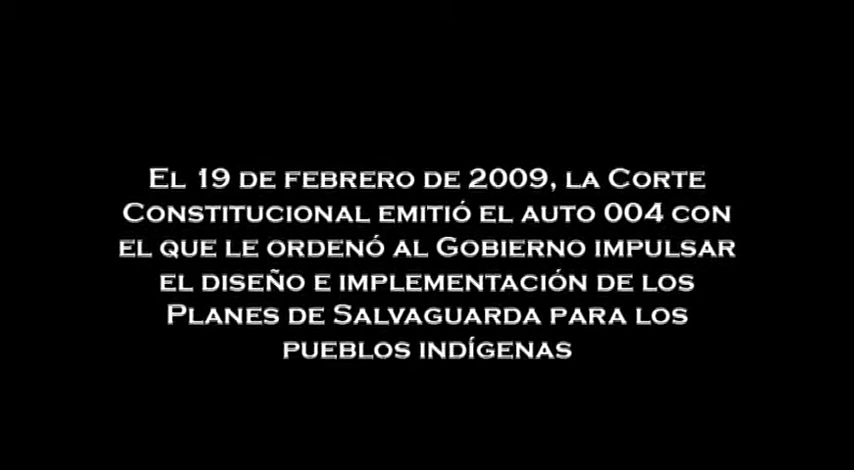 El 19 de febrero de 2009, la Corte
Constitucional emitió el auto 004 con
el que le ordenó al Gobierno impulsar
el diseño e implementación de los
Planes de Salvaguarda para los
pueblos indígenas